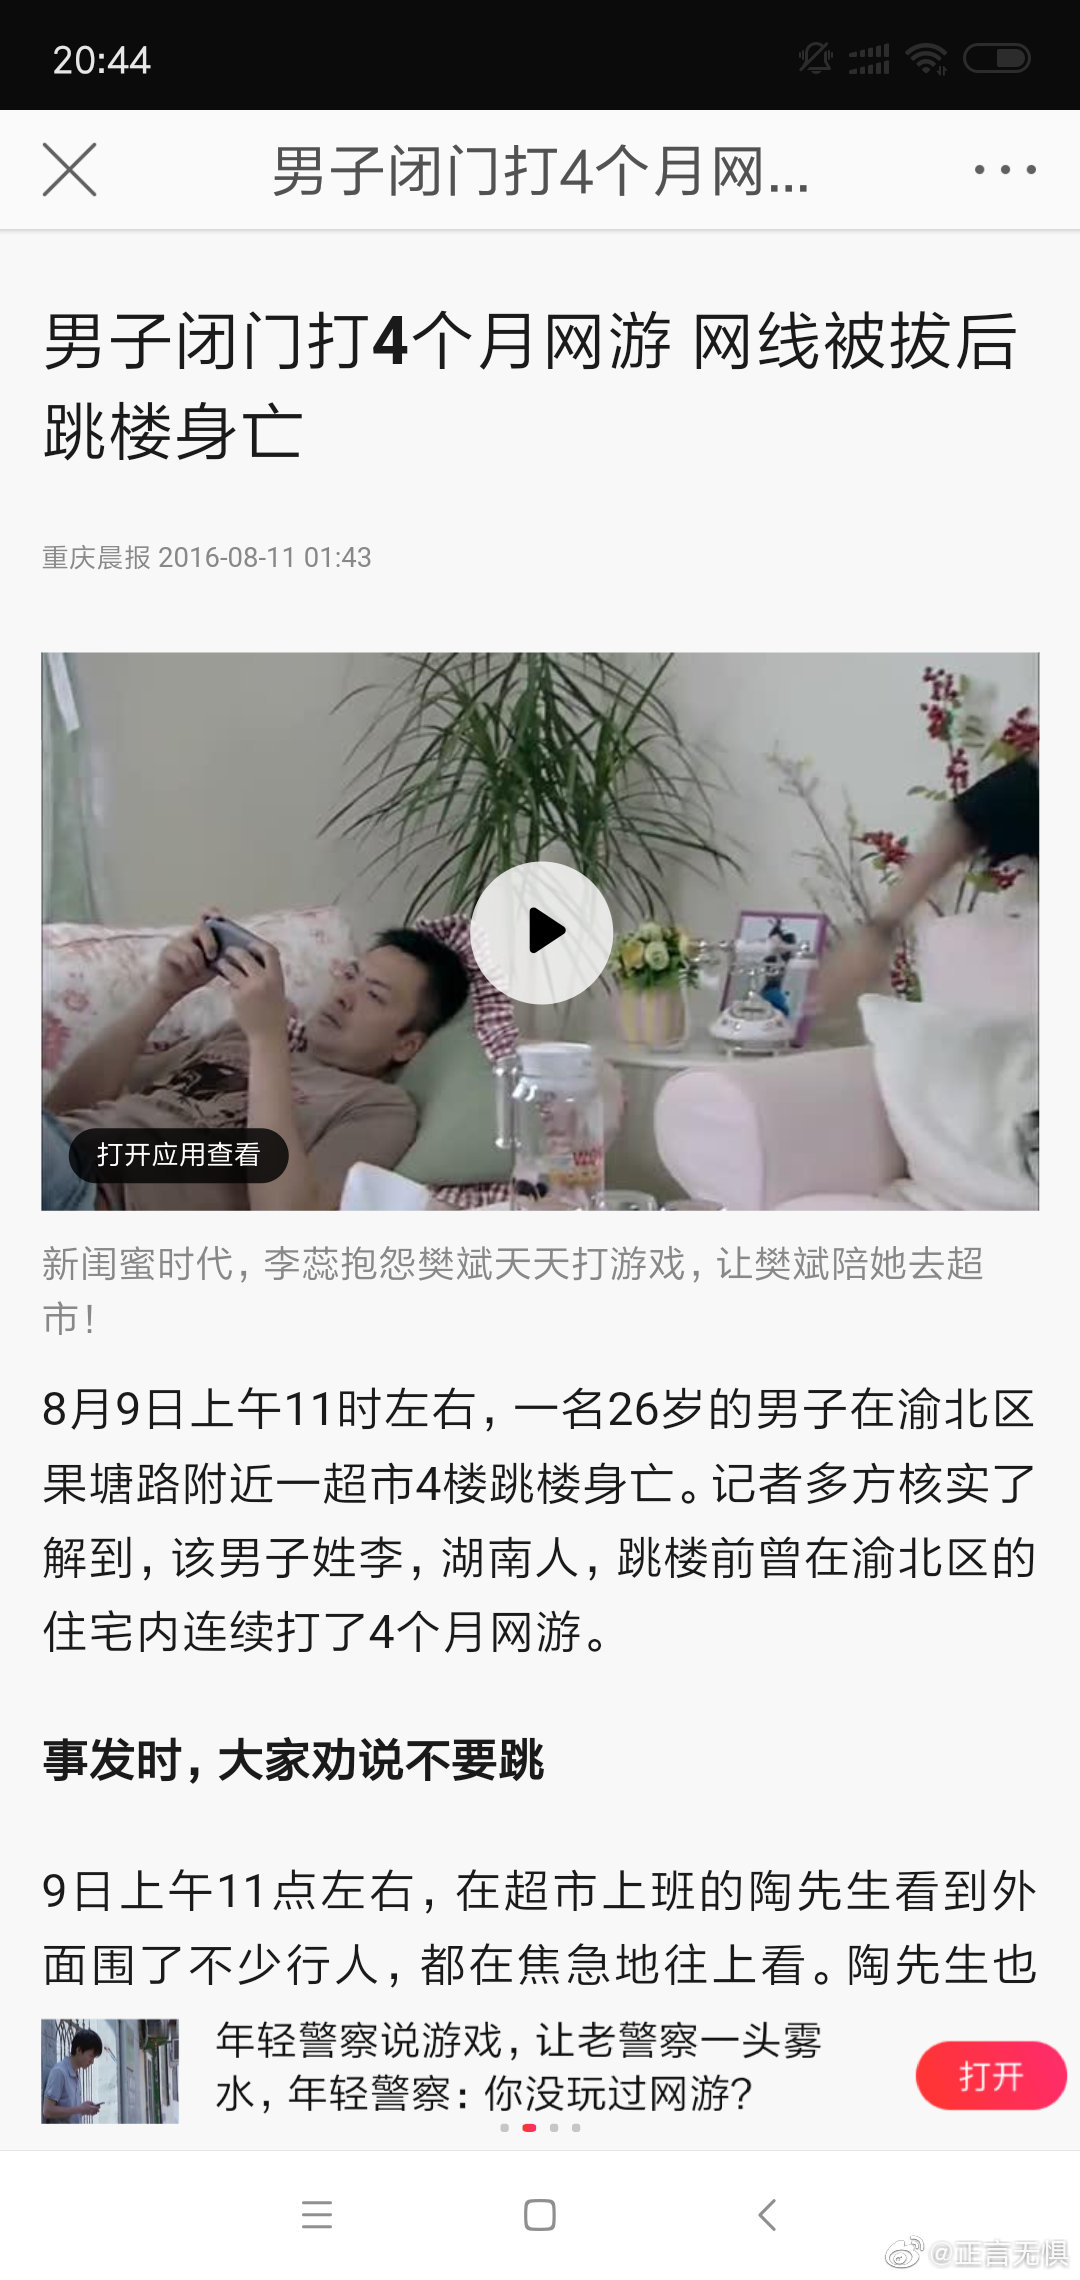 20:44
男子闭门打4个月网...
男子闭门打4个月网游 网线被拔后
跳楼身亡
重庆晨报 2016-08-11 01:43
打开应用查看
新闺蜜时代，李蕊抱怨樊斌天天打游戏，让樊斌陪她去超
市！
8月9日上午11时左右，一名26岁的男子在渝北区
果塘路附近一超市4楼跳楼身亡。记者多方核实了
解到，该男子姓李，湖南人，跳楼前曾在渝北区的
住宅内连续打了4个月网游。
事发时，大家劝说不要跳
9日上午11点左右，在超市上班的陶先生看到外
面围了不少行人，都在焦急地往上看。陶先生也
年轻警察说游戏，让老警察一头雾
水，年轻警察：你没玩过网游？
打开
@正言无惧